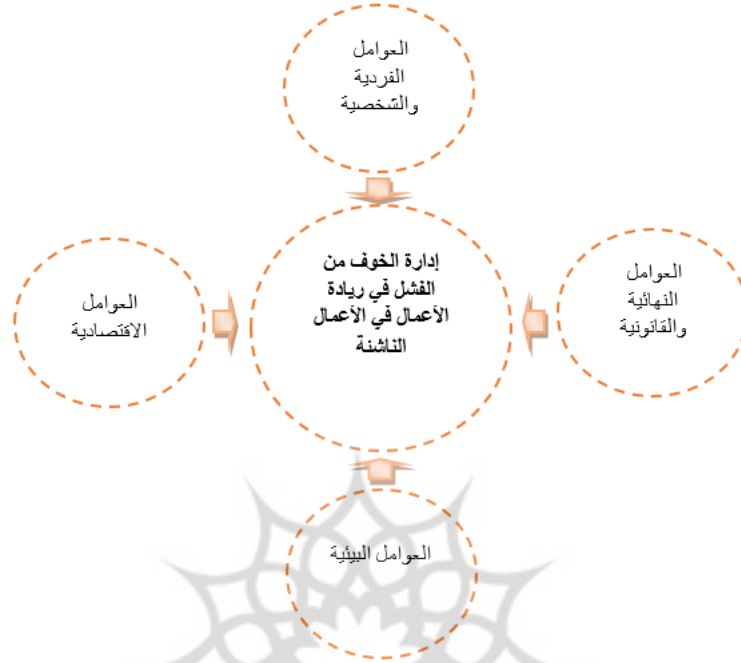 العوامل
الفردية
والشخصية
إدارة الخوف من
الفشل في ريادة
الأعمال في الأعمال
الناشئة
العوامل
النهائية
والقانونية
العوامل
الاقتصادية
العوامل البيئية